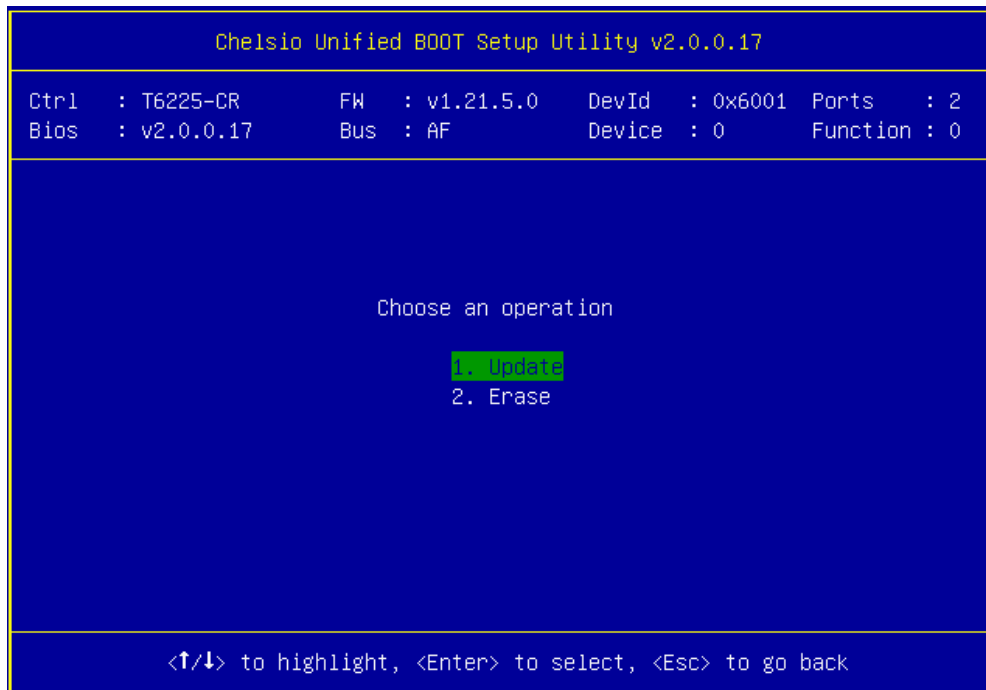 Chelsio Unified BOOT Setup Utility v2.0.0.17
Ctrl : T6225-CR FW : v1.21.5.0 DevId : 0x6001 Ports : 2
Bios : v2.0.0.17 Bus : AF Device : 0 Function : 0
Choose an operation
1. Update
2. Erase
<↑/↓> to highlight, <Enter> to select, <Esc> to go back